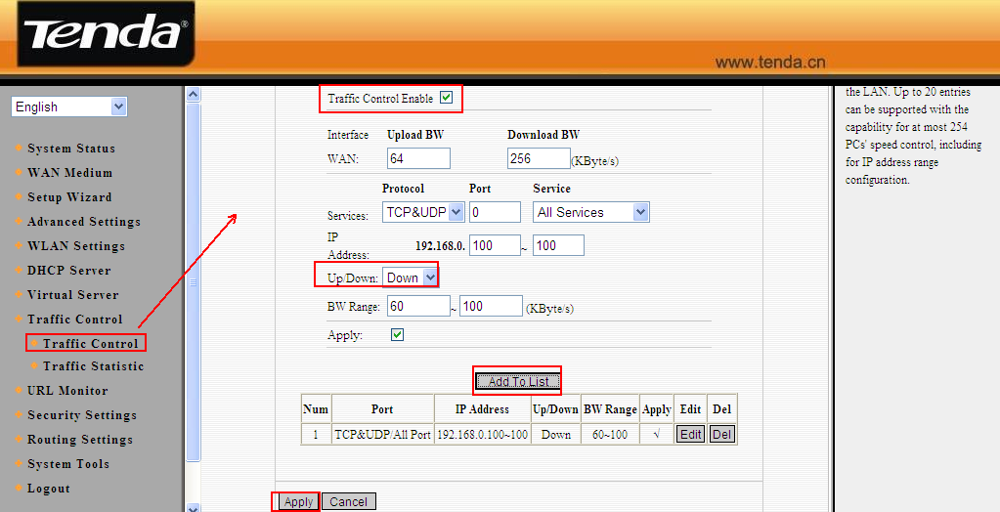 Tenda®
www.tenda.cn
English
System Status
WAN Medium
Setup Wizard
Advanced Settings
WLAN Settings
DHCP Server
Virtual Server
Traffic Control
Traffic Control
Traffic Statistic
URL Monitor
Security Settings
Routing Settings
System Tools
Logout
Traffic Control Enable
Interface Upload BW Download BW
WAN: 64 256 (KByte/s)
Protocol Port Service
Services: TCP&UDP 0 All Services
IP
Address: 192.168.0. 100 ~ 100
Up/Down: Down
BW Range: 60 ~ 100 (KByte/s)
Apply:
Add To List
Num Port IP Address Up/Down BW Range Apply Edit Del
1 TCP&UDP/All Port 192.168.0.100~100 Down 60~100 √ Edit Del
Apply Cancel
the LAN. Up to 20 entries
can be supported with the
capability for at most 254
PCs' speed control, including
for IP address range
configuration.